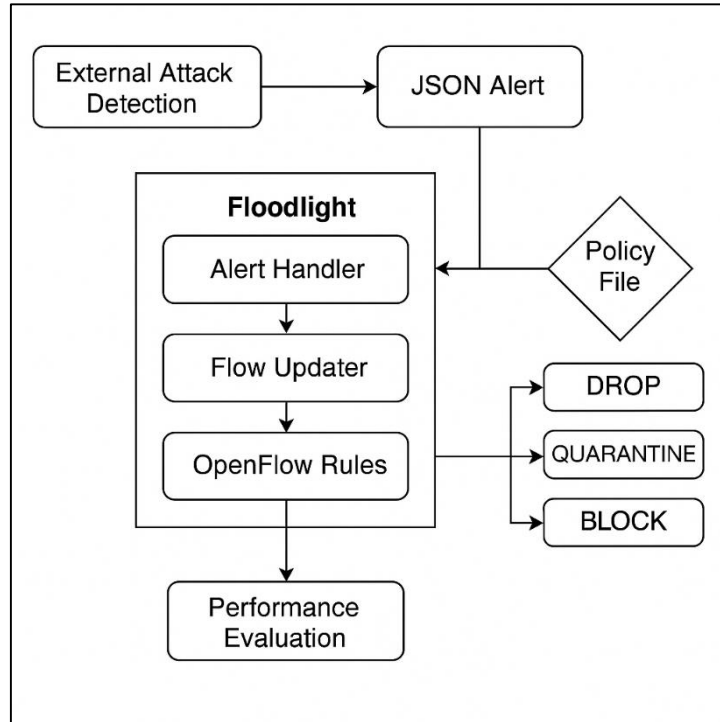 External Attack
Detection
JSON Alert
Floodlight
Alert Handler
Policy
File
Flow Updater
DROP
OpenFlow Rules
QUARANTINE
BLOCK
Performance
Evaluation